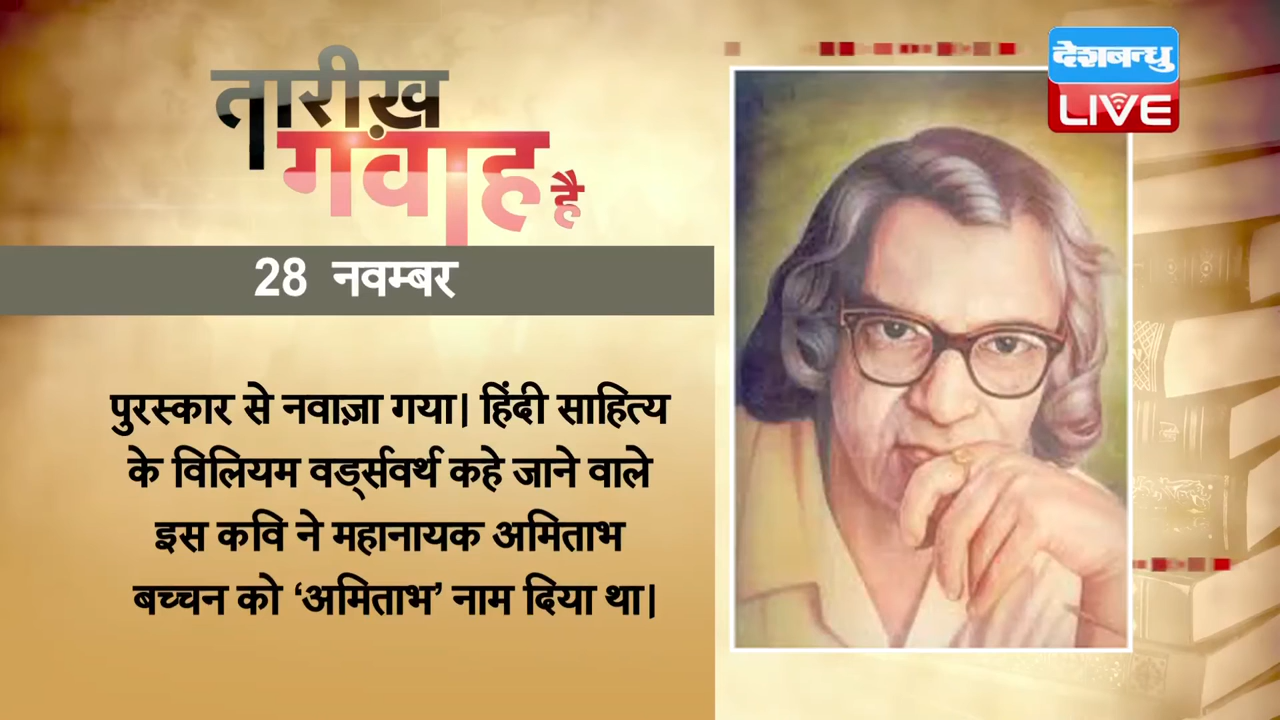 तारीख़
गवाह है
देशबन्धु
LIVE
28 नवम्बर
पुरस्कार से नवाज़ा गया। हिंदी साहित्य
के विलियम वर्ड्सवर्थ कहे जाने वाले
इस कवि ने महानायक अमिताभ
बच्चन को ‘अमिताभ’ नाम दिया था।